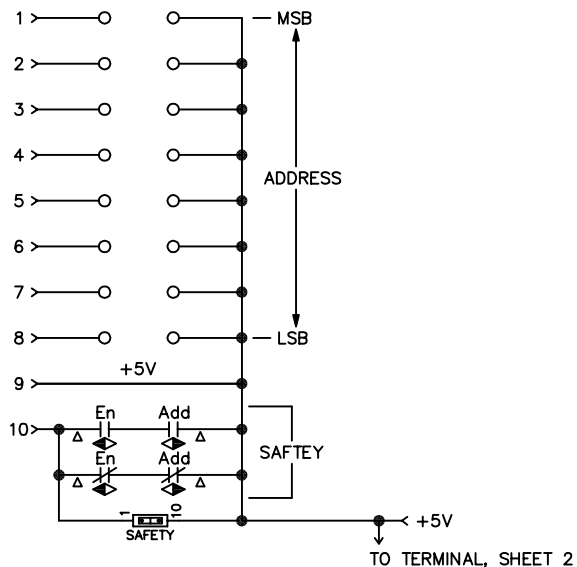 1 MSB
2
3
4
ADDRESS
5
6
7
8 LSB
+5V
9
En Add
10
SAFTEY
En Add
1 10
SAFETY
+5V
TO TERMINAL, SHEET 2